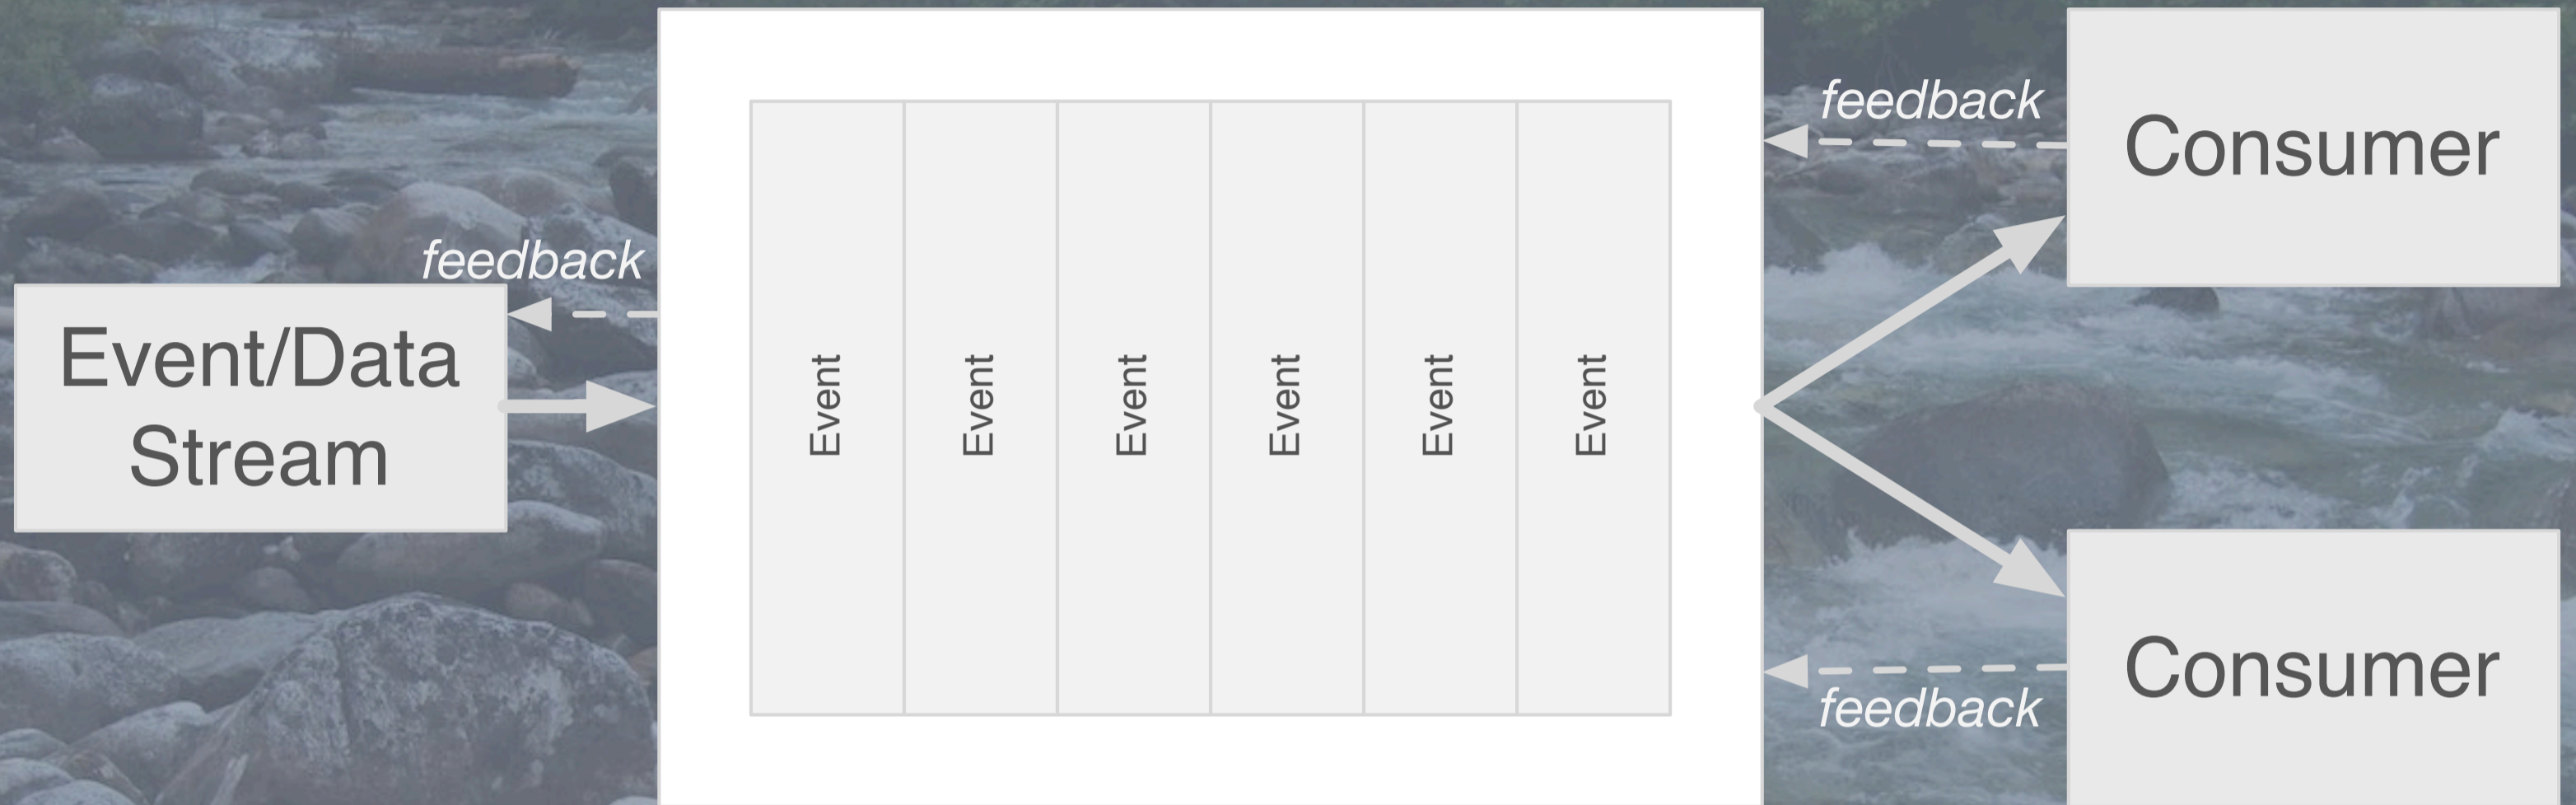 feedback
Event/Data
Stream
Event
Event
Event
Event
Event
Event
feedback
Consumer
Consumer
feedback